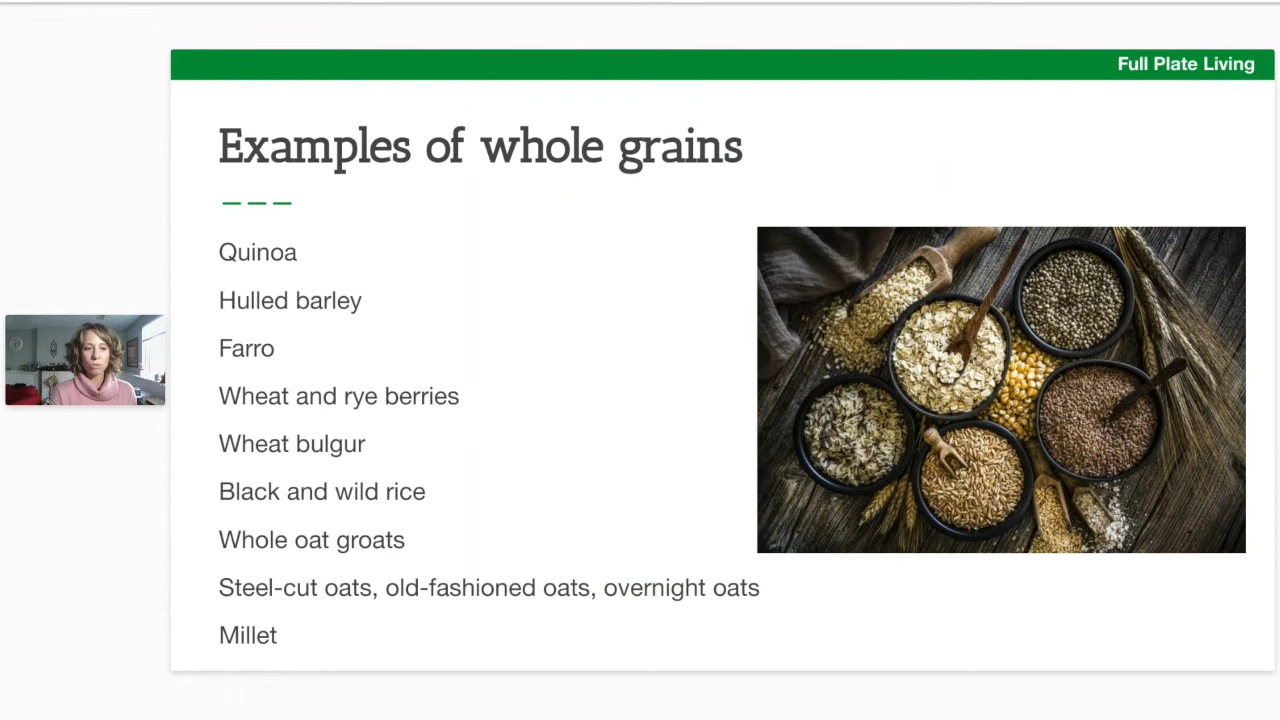 Full Plate Living
Examples of whole grains
Quinoa
Hulled barley
Farro
Wheat and rye berries
Wheat bulgur
Black and wild rice
Whole oat groats
Steel-cut oats, old-fashioned oats, overnight oats
Millet